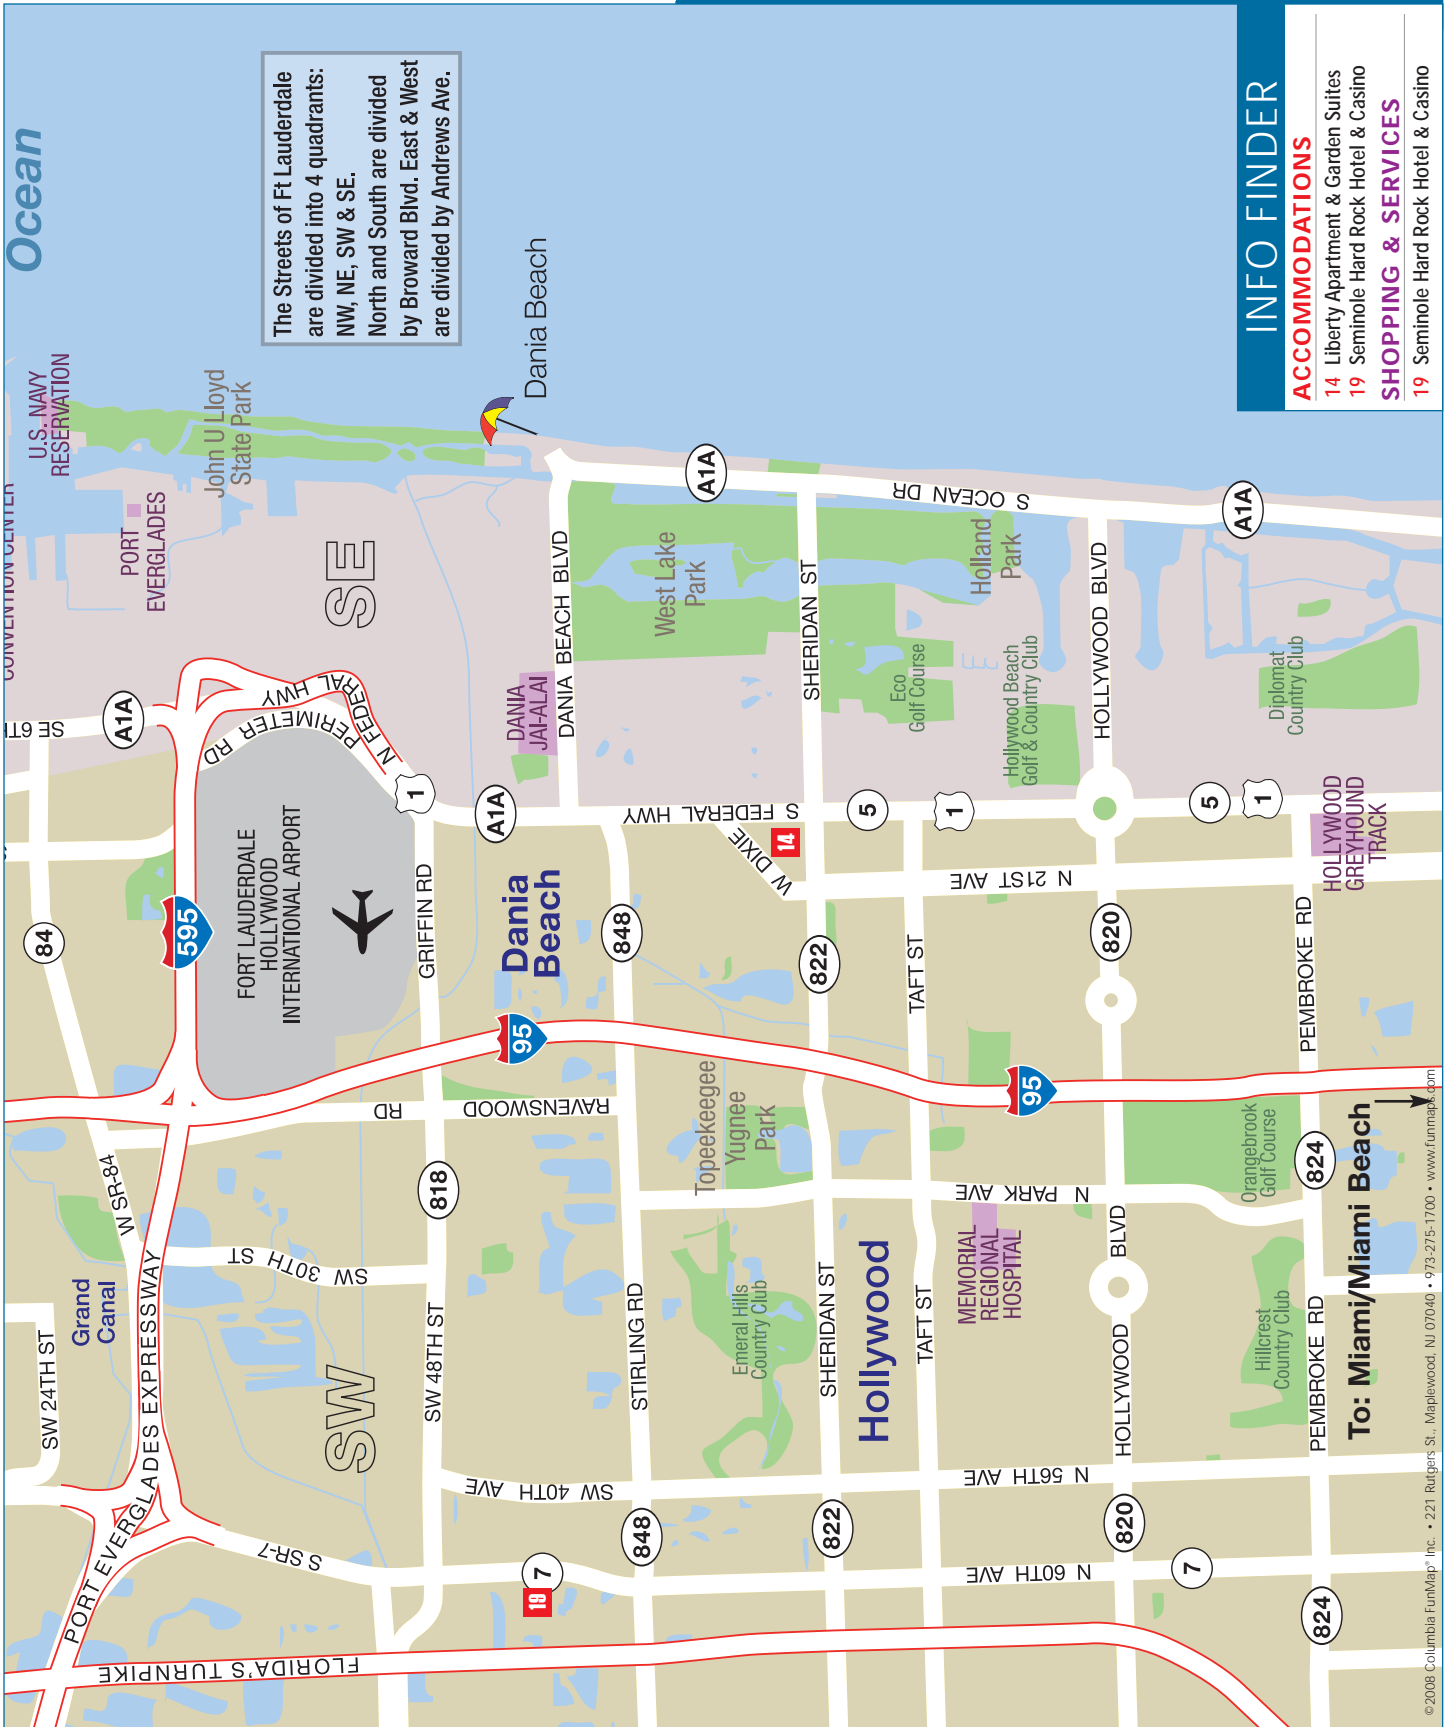 Ocean
The Streets of Ft Lauderdale
are divided into 4 quadrants:
NW, NE, SW & SE.
North and South are divided
by Broward Blvd. East & West
are divided by Andrews Ave.
Dania Beach
U.S. NAVY
RESERVATION
John U Lloyd
State Park
CONVENTION CENTER
PORT
EVERGLADES
SE
A1A
S OCEAN DR
A1A
West Lake
Park
Holland
Park
DANIA BEACH BLVD
SHERIDAN ST
HOLLYWOOD BLVD
DANIA
JAI-ALAI
Eco
Golf Course
Hollywood Beach
Golf & Country Club
Diplomat
Country Club
SE 6TH
A1A
PERIMETER RD
N FEDERAL HWY
1
A1A
S FEDERAL HWY
5
1
5
1
HOLLYWOOD
GREYHOUND
TRACK
14
W DIXIE
N 21ST AVE
84
595
FORT LAUDERDALE
HOLLYWOOD
INTERNATIONAL ARPORT
GRIFFIN RD
Dania
Beach
848
822
TAFT ST
820
PEMBROKE RD
95
95
RAVENSWOOD RD
Topeekeegee
Yugnee
Park
Orangebrook
Golf Course
824
W SR-84
818
N PARK AVE
BLVD
MEMORIAL
REGIONAL
HOSPITAL
Grand
Canal
SW 30TH ST
SW 24TH ST
PORT EVERGLADES EXPRESSWAY
SW
SW 48TH ST
STIRLING RD
Emeral Hills
Country Club
SHERIDAN ST
Hollywood
TAFT ST
HOLLYWOOD
Hillcrest
Country Club
PEMBROKE RD
To: Miami/Miami Beach
SW 40TH AVE
N 56TH AVE
S SR-7
848
822
820
7
19
N 60TH AVE
7
824
FLORIDA'S TURNPIKE
INFO FINDER
ACCOMMODATIONS
14 Liberty Apartment & Garden Suites
19 Seminole Hard Rock Hotel & Casino
SHOPPING & SERVICES
19 Seminole Hard Rock Hotel & Casino
©2008 Columbia FunMap® Inc. • 221 Rutgers St., Maplewood, NJ 07040 • 973-275-1700 • www.funmaps.com